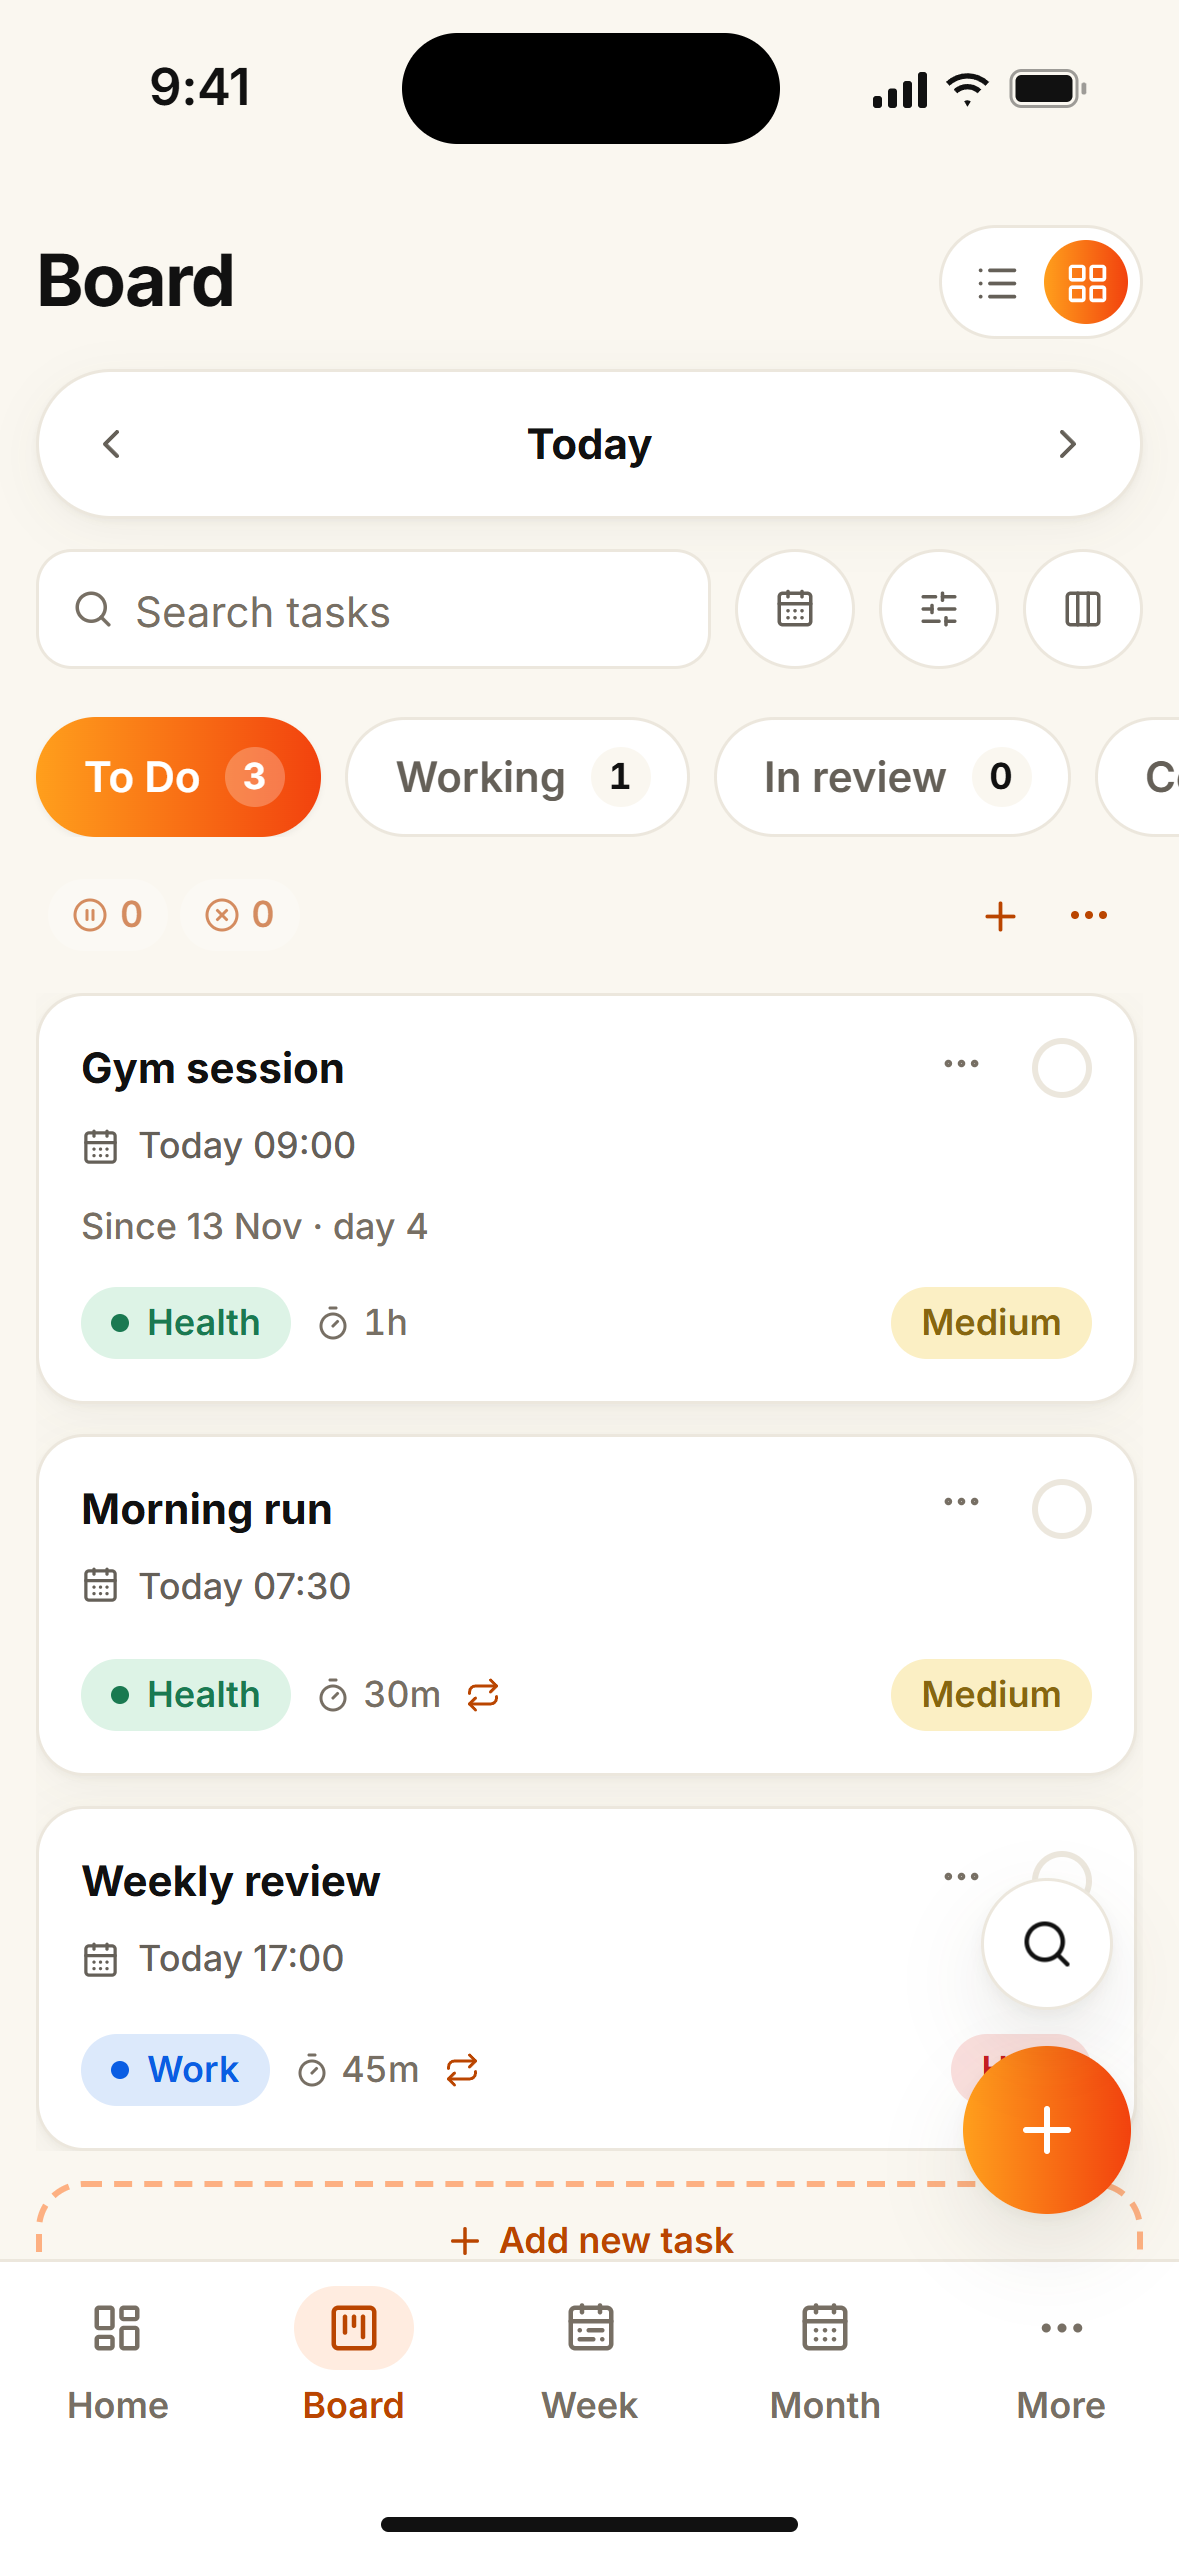 9:41
Board
Today
Search tasks
To Do 3
Working 1
In review 0
0 0
Gym session
Today 09:00
Since 13 Nov · day 4
Health 1h Medium
Morning run
Today 07:30
Health 30m Medium
Weekly review
Today 17:00
Work 45m
Add new task
Home Board Week Month More